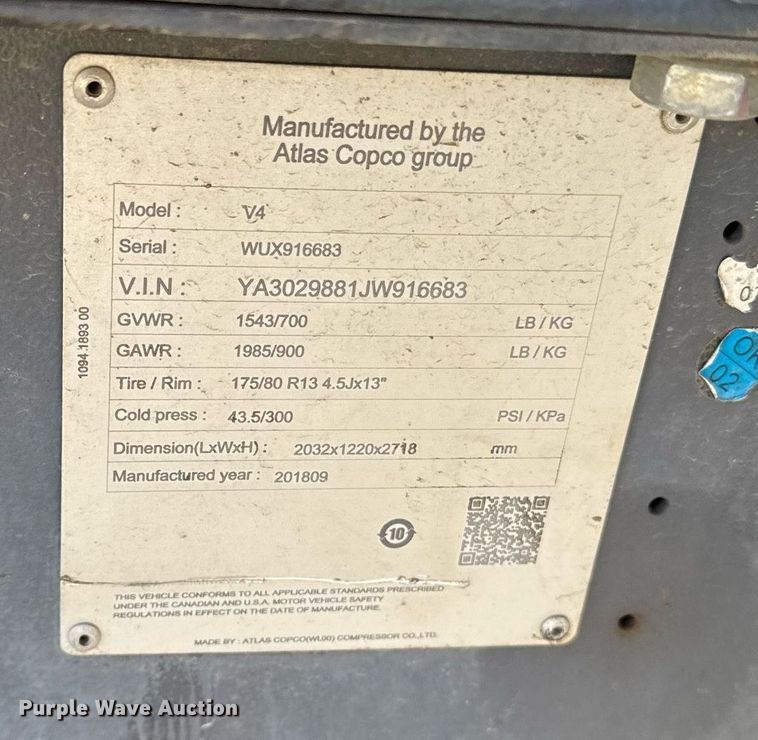 Manufactured by the
Atlas Copco group
Model : V4
Serial : WUX916683
V.I.N : YA3029881JW916683
GVWR : 1543/700 LB / KG
GAWR : 1985/900 LB / KG
Tire / Rim : 175/80 R13 4.5Jx13"
Cold press : 43.5/300 PSI / KPa
Dimension(LxWxH) : 2032x1220x2718 mm
Manufactured year : 201809
1094.1893 00
10
THIS VEHICLE CONFORMS TO ALL APPLICABLE STANDARDS PRESCRIBED
UNDER THE CANADIAN AND U.S.A. MOTOR VEHICLE SAFETY
REGULATIONS IN EFFECT ON THE DATE OF MANUFACTURE.
MADE BY : ATLAS COPCO(WUXI) COMPRESSOR CO.,LTD.
OK
02
Purple Wave Auction